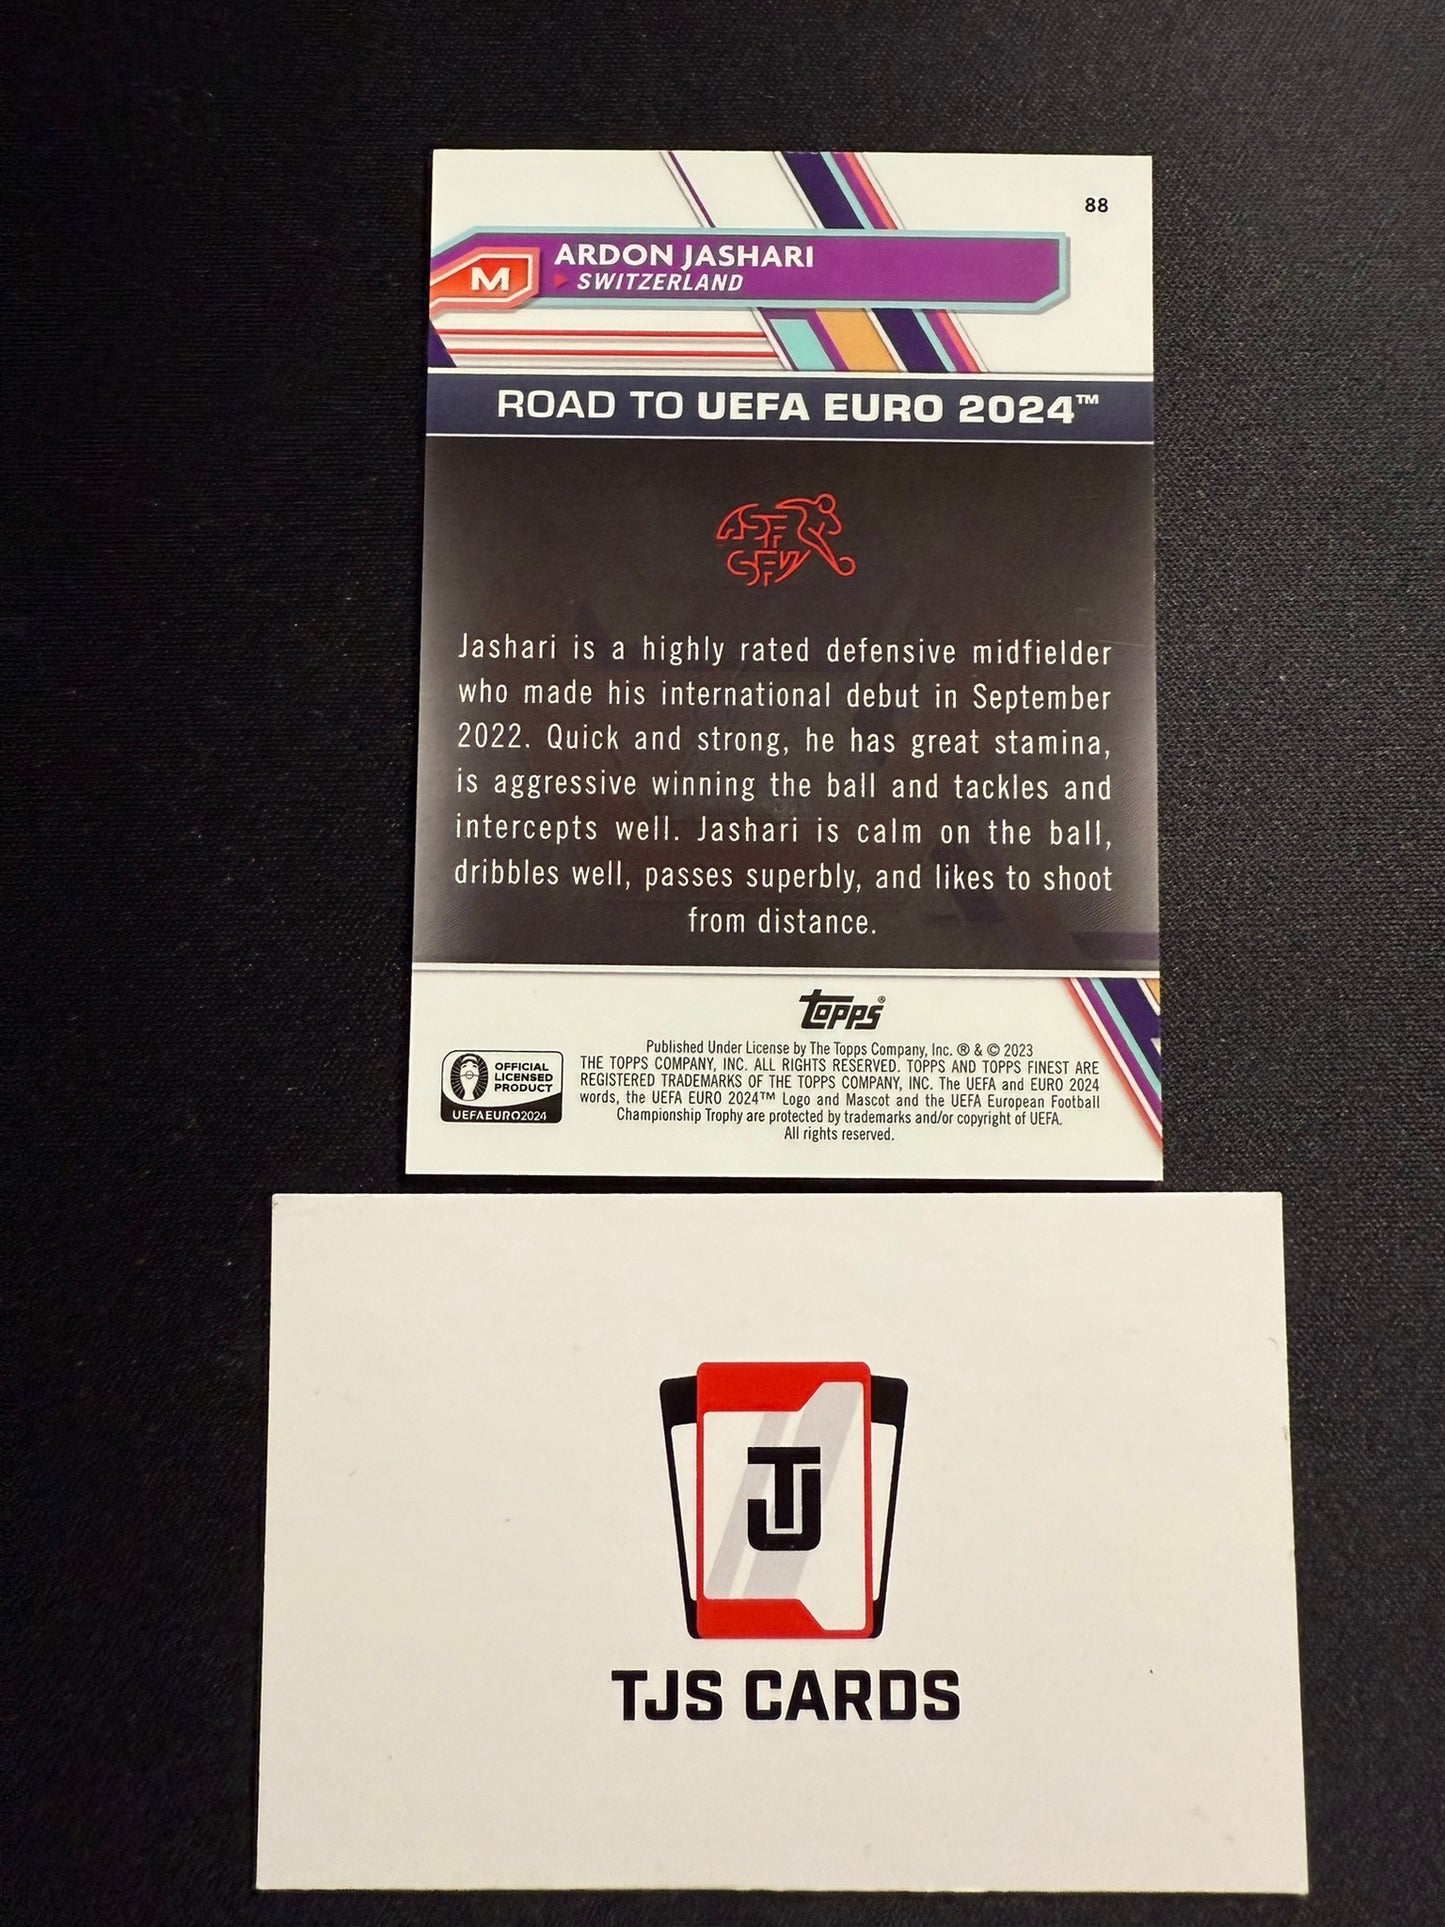 88
M
ARDON JASHARI
SWITZERLAND
ROAD TO UEFA EURO 2024™
ASF
SFV
Jashari is a highly rated defensive midfielder
who made his international debut in September
2022. Quick and strong, he has great stamina,
is aggressive winning the ball and tackles and
intercepts well. Jashari is calm on the ball,
dribbles well, passes superbly, and likes to shoot
from distance.
topps®
Published Under License by The Topps Company, Inc. ® & © 2023
THE TOPPS COMPANY, INC. ALL RIGHTS RESERVED. TOPPS AND TOPPS FINEST ARE
REGISTERED TRADEMARKS OF THE TOPPS COMPANY, INC. The UEFA and EURO 2024
words, the UEFA EURO 2024™ Logo and Mascot and the UEFA European Football
Championship Trophy are protected by trademarks and/or copyright of UEFA.
All rights reserved.
OFFICIAL
LICENSED
PRODUCT
UEFAEURO2024
TJ
TJS CARDS